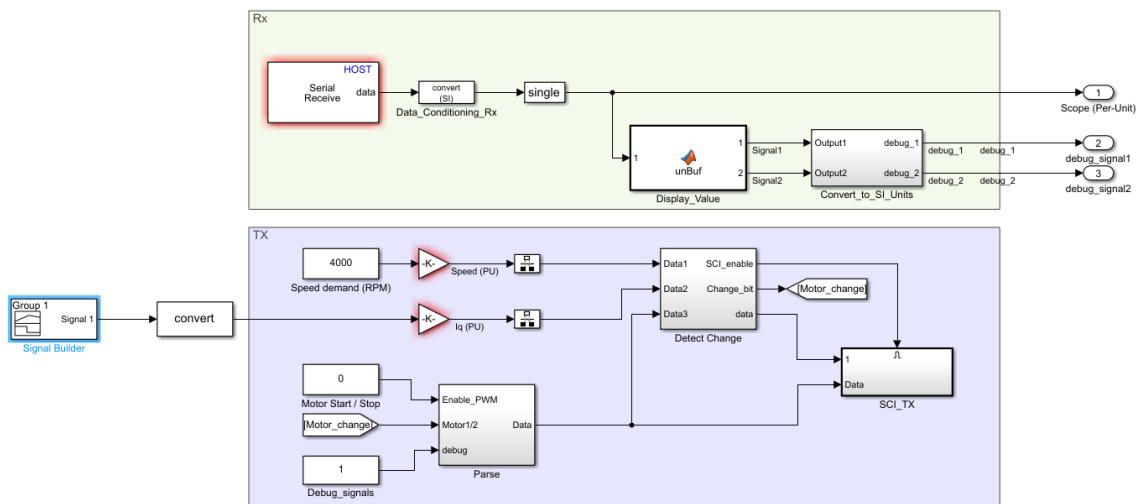 Rx
HOST
Serial
Receive
data
convert
(SI)
Data_Conditioning_Rx
single
1
Scope (Per-Unit)
1
unBuf
1
2
Display_Value
Signal1
Signal2
Output1
Output2
debug_1
debug_2
Convert_to_SI_Units
debug_1
debug_1
2
debug_signal1
debug_2
debug_2
3
debug_signal2
TX
4000
Speed demand (RPM)
-K-
Speed (PU)
Group 1
Signal 1
Signal Builder
convert
-K-
Iq (PU)
Data1
Data2
Data3
SCI_enable
Change_bit
data
Detect Change
[Motor_change]
1
Data
SCI_TX
0
Motor Start / Stop
[Motor_change]
1
Debug_signals
Enable_PWM
Motor1/2
debug
Data
Parse